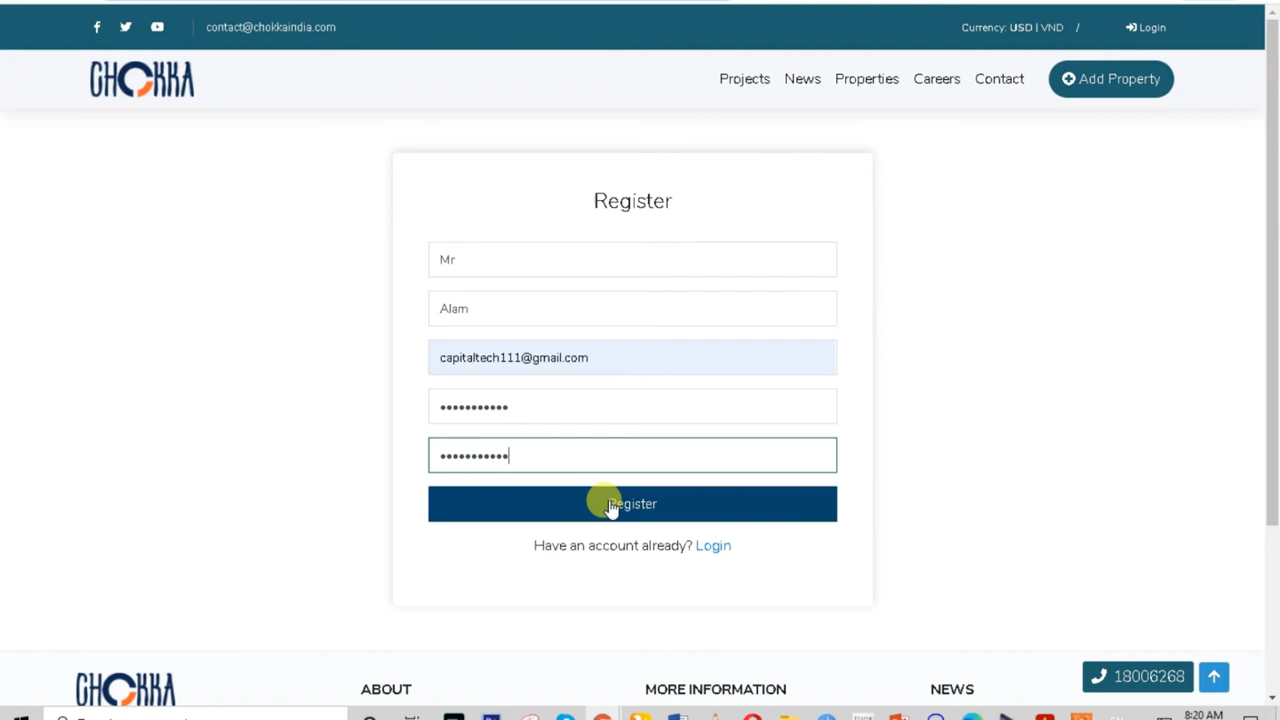 contact@chokkaindia.com
Currency: USD | VND /
Login
CHOKKA
Projects
News
Properties
Careers
Contact
Add Property
Register
Mr
Alam
capitaltech111@gmail.com
•••••••••••
•••••••••••
Register
Have an account already? Login
CHOKKA
ABOUT
MORE INFORMATION
NEWS
18006268
8:20 AM